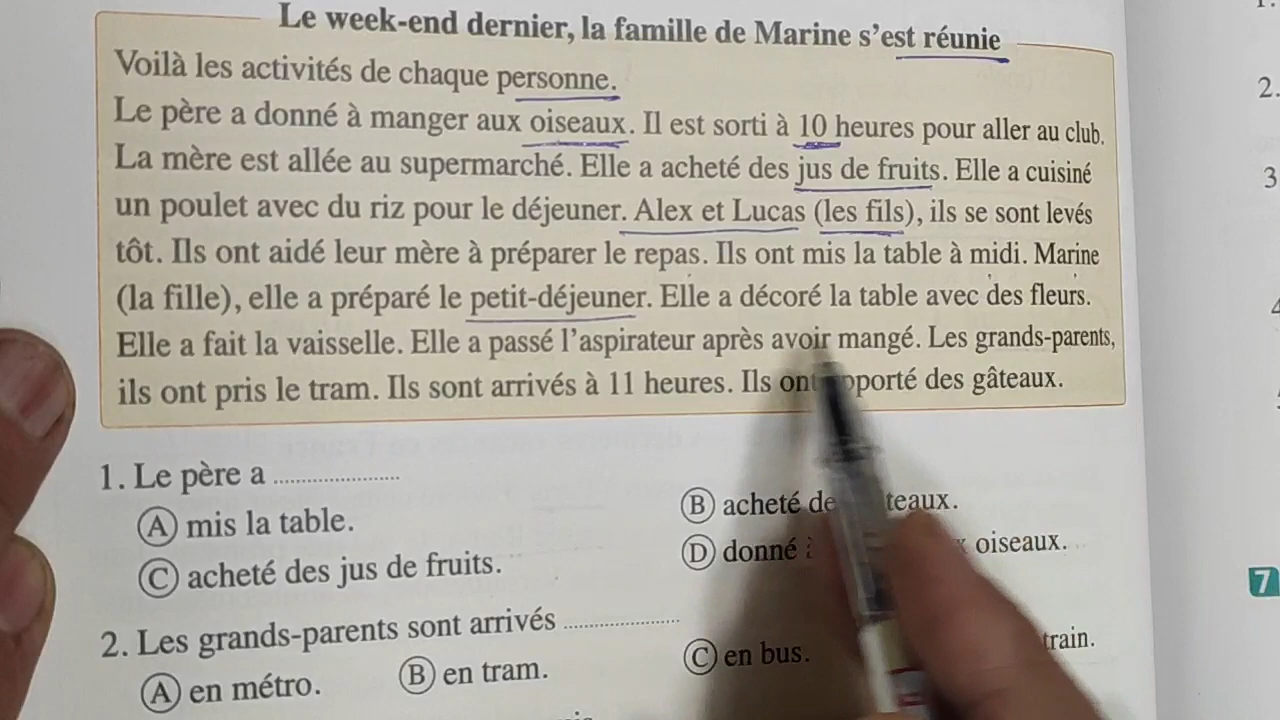 Le week-end dernier, la famille de Marine s'est réunie
Voilà les activités de chaque personne.
Le père a donné à manger aux oiseaux. Il est sorti à 10 heures pour aller au club.
La mère est allée au supermarché. Elle a acheté des jus de fruits. Elle a cuisiné
un poulet avec du riz pour le déjeuner. Alex et Lucas (les fils), ils se sont levés
tôt. Ils ont aidé leur mère à préparer le repas. Ils ont mis la table à midi. Marine
(la fille), elle a préparé le petit-déjeuner. Elle a décoré la table avec des fleurs.
Elle a fait la vaisselle. Elle a passé l'aspirateur après avoir mangé. Les grands-parents,
ils ont pris le tram. Ils sont arrivés à 11 heures. Ils ont pporté des gâteaux.
1. Le père a ....................
A mis la table.
B acheté de teaux.
C acheté des jus de fruits.
D donné oiseaux.
2. Les grands-parents sont arrivés ....................
A en métro.
B en tram.
C en bus.
train.
2.
3
7